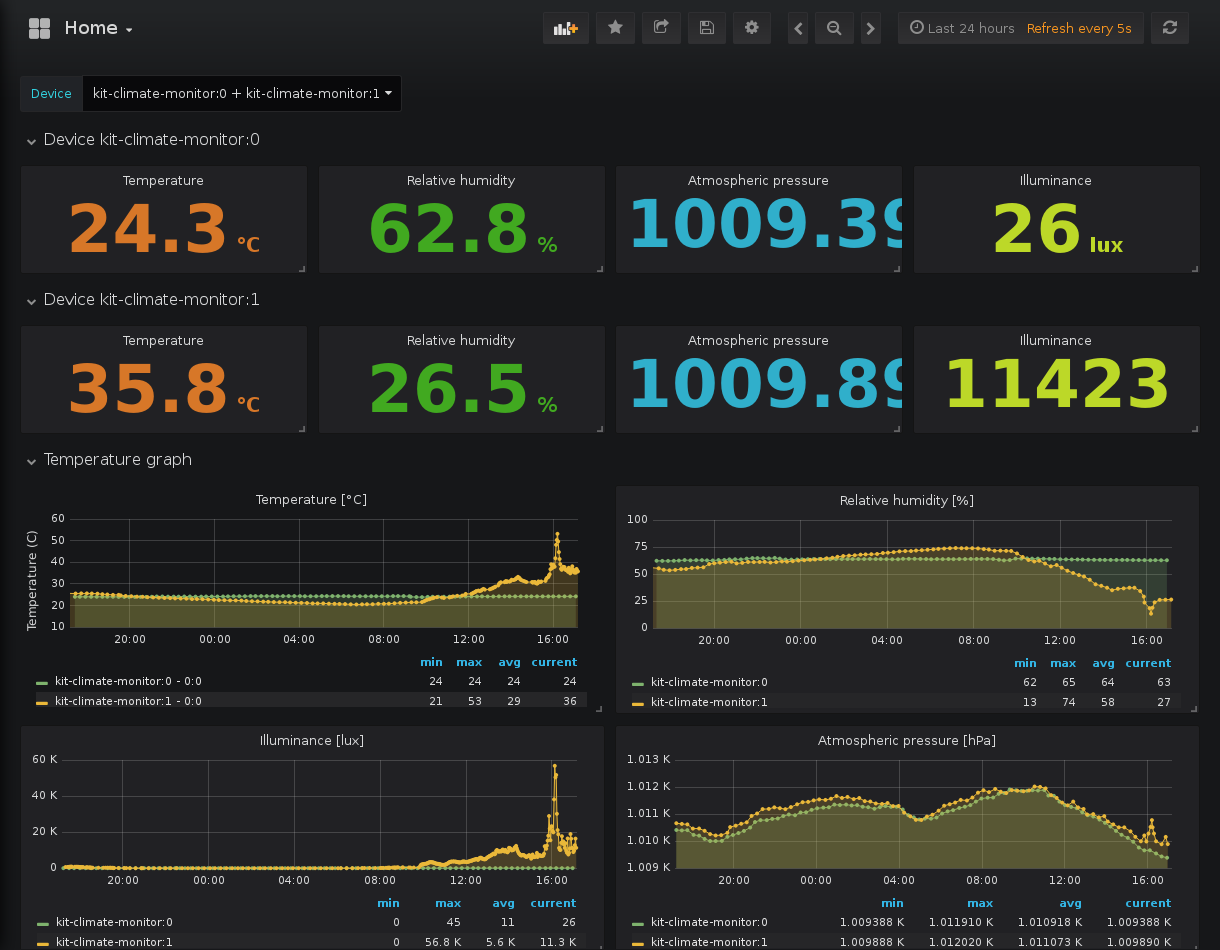 Home
Last 24 hours Refresh every 5s
Device kit-climate-monitor:0 + kit-climate-monitor:1
Device kit-climate-monitor:0
Temperature Relative humidity Atmospheric pressure Illuminance
24.3 °C 62.8 % 1009.39 26 lux
Device kit-climate-monitor:1
Temperature Relative humidity Atmospheric pressure Illuminance
35.8 °C 26.5 % 1009.89 11423
Temperature graph
Temperature [°C]
Temperature (C)
60
50
40
30
20
10
20:00 00:00 04:00 08:00 12:00 16:00
min max avg current
kit-climate-monitor:0 - 0:0 24 24 24 24
kit-climate-monitor:1 - 0:0 21 53 29 36
Relative humidity [%]
100
75
50
25
0
20:00 00:00 04:00 08:00 12:00 16:00
min max avg current
kit-climate-monitor:0 62 65 64 63
kit-climate-monitor:1 13 74 58 27
Illuminance [lux]
60 K
40 K
20 K
0
20:00 00:00 04:00 08:00 12:00 16:00
min max avg current
kit-climate-monitor:0 0 45 11 26
kit-climate-monitor:1 0 56.8 K 5.6 K 11.3 K
Atmospheric pressure [hPa]
1.013 K
1.012 K
1.011 K
1.010 K
1.009 K
20:00 00:00 04:00 08:00 12:00 16:00
min max avg current
kit-climate-monitor:0 1.009388 K 1.011910 K 1.010918 K 1.009388 K
kit-climate-monitor:1 1.009888 K 1.012020 K 1.011073 K 1.009890 K